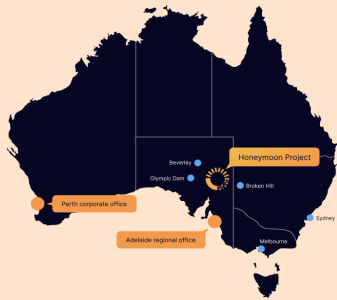 Honeymoon Project
Beverley
Olympic Dam
Broken Hill
Perth corporate office
Sydney
Adelaide regional office
Melbourne